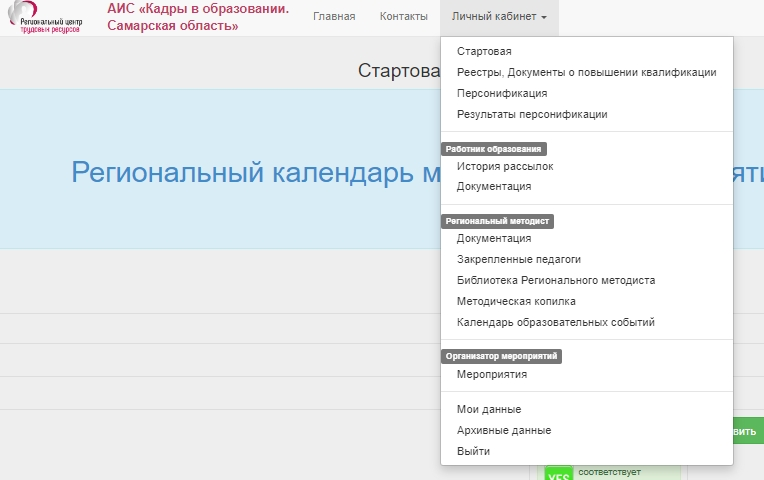 Региональный центр
трудовых ресурсов
АИС «Кадры в образовании.
Самарская область»
Главная
Контакты
Личный кабинет
Стартова
Региональный календарь м
яти
Стартовая
Реестры, Документы о повышении квалификации
Персонификация
Результаты персонификации
Работник образования
История рассылок
Документация
Региональный методист
Документация
Закрепленные педагоги
Библиотека Регионального методиста
Методическая копилка
Календарь образовательных событий
Организатор мероприятий
Мероприятия
Мои данные
Архивные данные
Выйти
вить
YES
соответствует